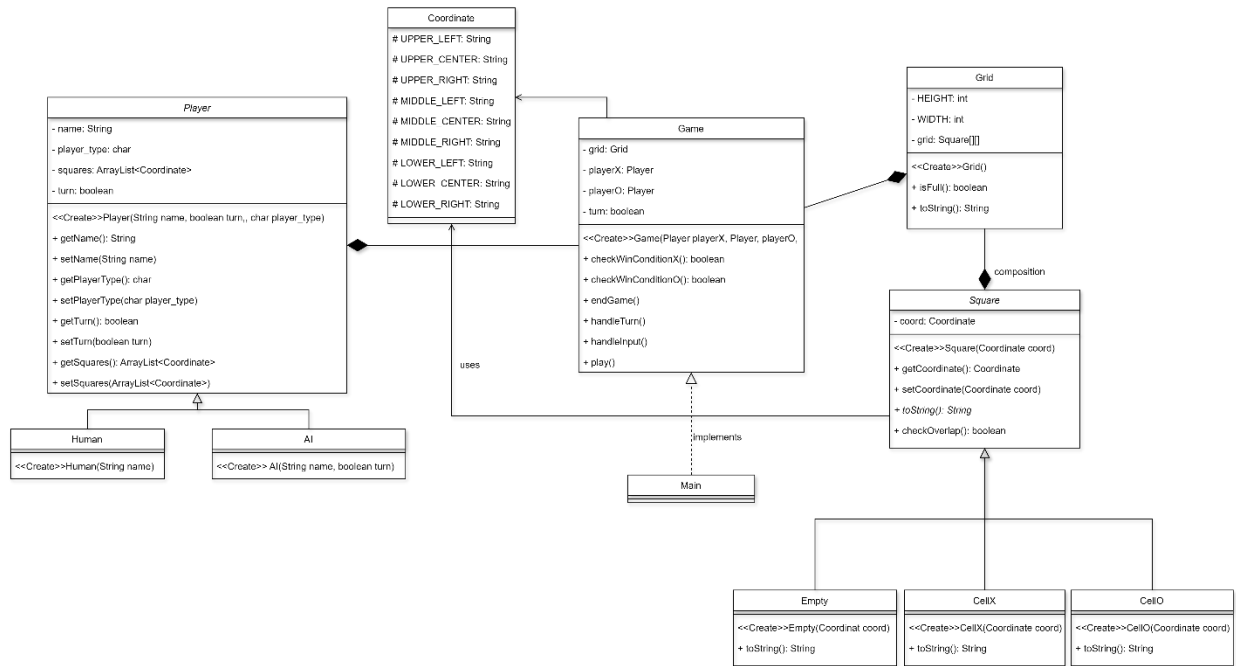 Coordinate
# UPPER_LEFT: String
# UPPER_CENTER: String
# UPPER_RIGHT: String
# MIDDLE_LEFT: String
# MIDDLE_CENTER: String
# MIDDLE_RIGHT: String
# LOWER_LEFT: String
# LOWER_CENTER: String
# LOWER_RIGHT: String
Grid
- HEIGHT: int
- WIDTH: int
- grid: Square[][]
<<Create>>Grid()
+ isFull(): boolean
+ toString(): String
Player
- name: String
- player_type: char
- squares: ArrayList<Coordinate>
- turn: boolean
<<Create>>Player(String name, boolean turn,, char player_type)
+ getName(): String
+ setName(String name)
+ getPlayerType(): char
+ setPlayerType(char player_type)
+ getTurn(): boolean
+ setTurn(boolean turn)
+ getSquares(): ArrayList<Coordinate>
+ setSquares(ArrayList<Coordinate>)
Game
- grid: Grid
- playerX: Player
- playerO: Player
- turn: boolean
<<Create>>Game(Player playerX, Player, playerO,
+ checkWinConditionX(): boolean
+ checkWinConditionO(): boolean
+ endGame()
+ handleTurn()
+ handleInput()
+ play()
composition
Square
- coord: Coordinate
<<Create>>Square(Coordinate coord)
+ getCoordinate(): Coordinate
+ setCoordinate(Coordinate coord)
+ toString(): String
+ checkOverlap(): boolean
uses
Human
<<Create>>Human(String name)
AI
<<Create>> AI(String name, boolean turn)
implements
Main
Empty
<<Create>>Empty(Coordinat coord)
+ toString(): String
CellX
<<Create>>CellX(Coordinate coord)
+ toString(): String
CellO
<<Create>>CellO(Coordinate coord)
+ toString(): String